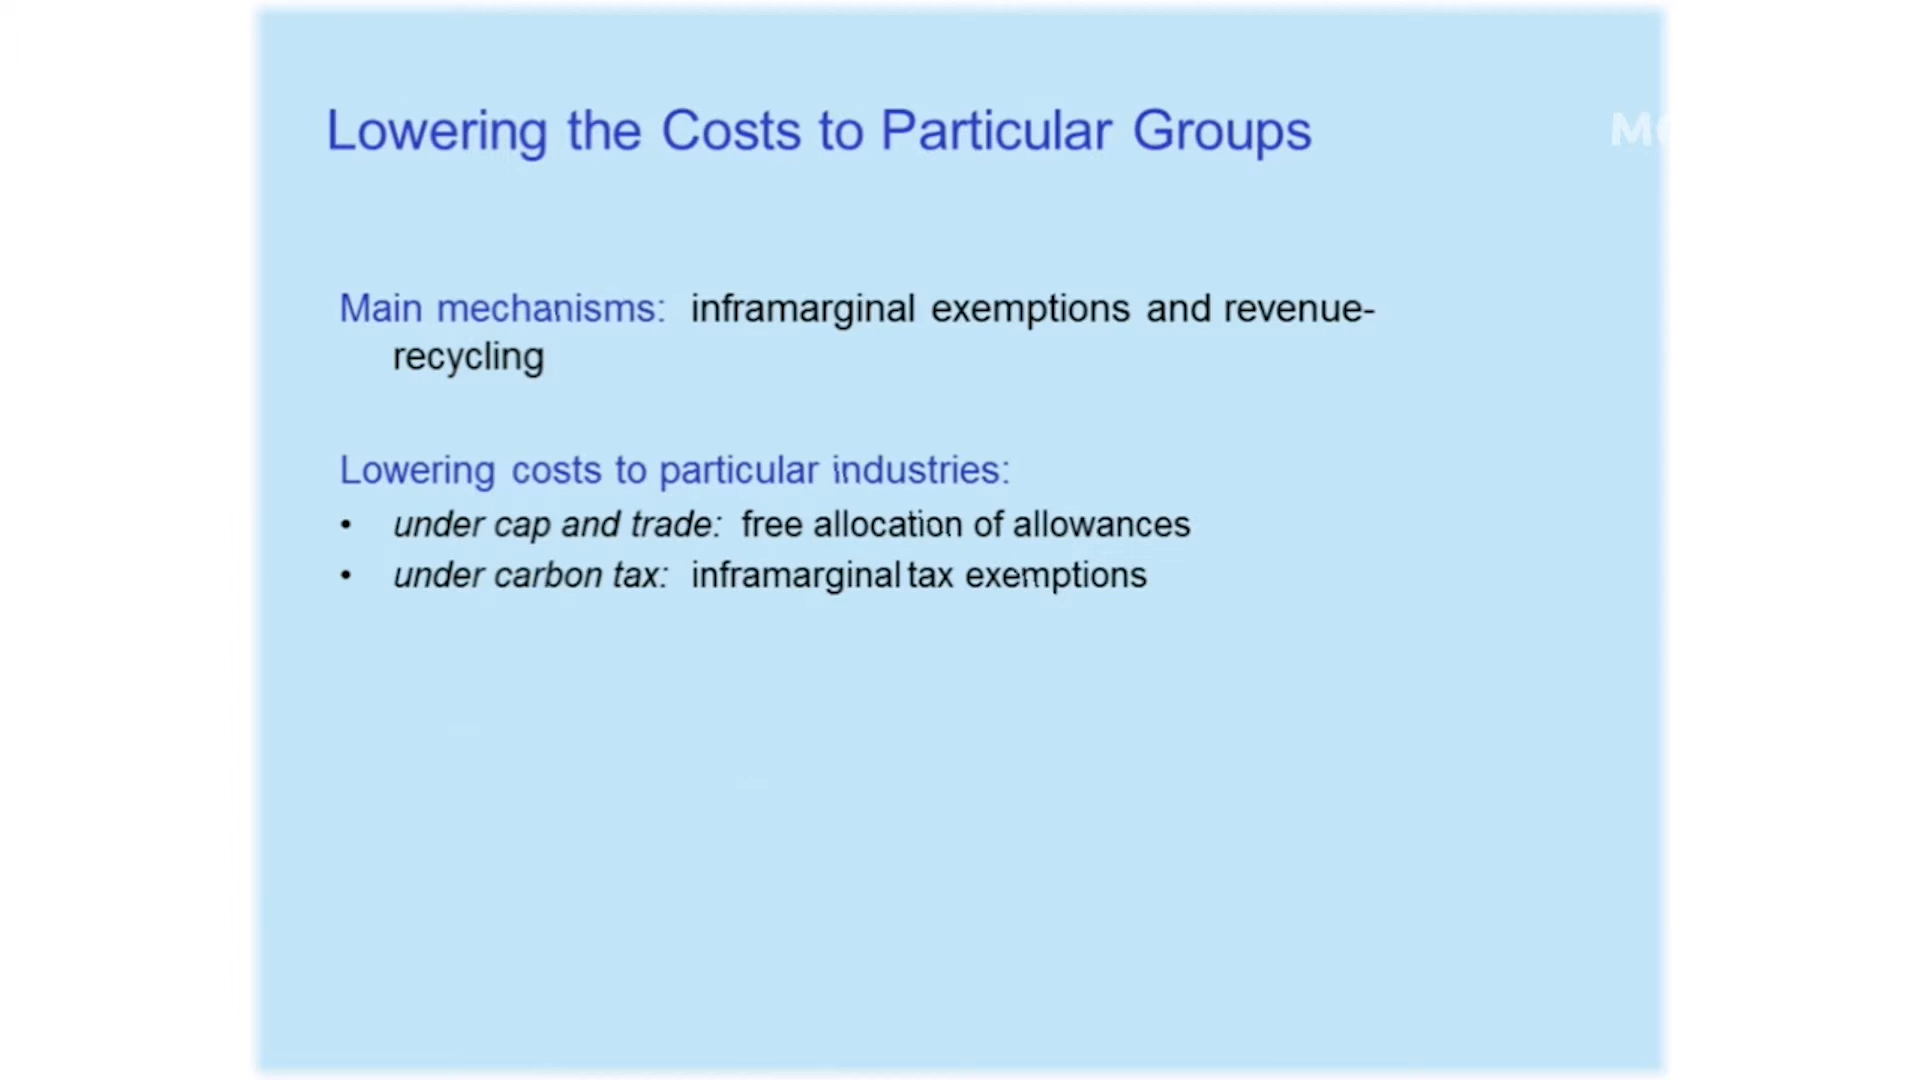 Lowering the Costs to Particular Groups
Main mechanisms: inframarginal exemptions and revenue-
recycling
Lowering costs to particular industries:
• under cap and trade: free allocation of allowances
• under carbon tax: inframarginal tax exemptions